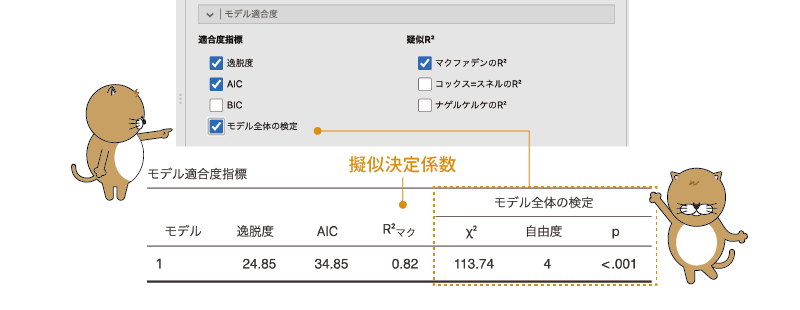 モデル適合度
適合度指標 擬似R²
逸脱度 マクファデンのR²
AIC コックス=スネルのR²
BIC ナゲルケルケのR²
モデル全体の検定
擬似決定係数
モデル適合度指標
モデル全体の検定
モデル 逸脱度 AIC R²マク χ² 自由度 p
1 24.85 34.85 0.82 113.74 4 <.001